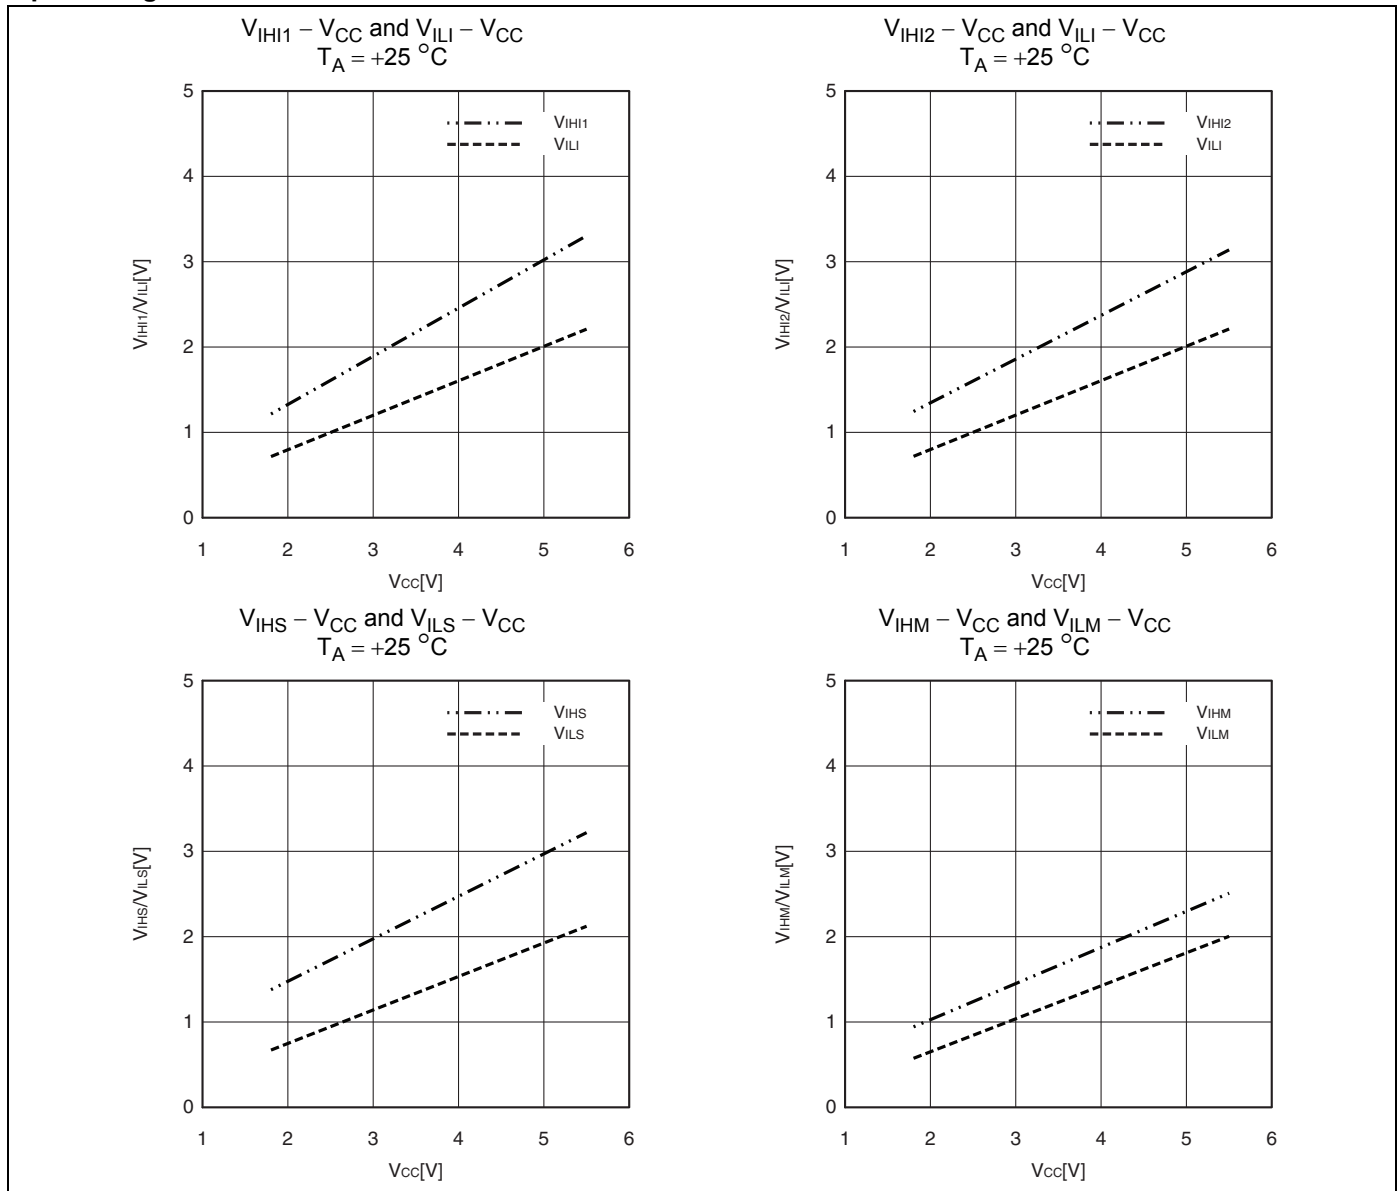 VIHI1 − VCC and VILI − VCC
TA = +25 °C
5
4
3
2
1
0
VIHI1/VILI[V]
VIHI1
VILI
1 2 3 4 5 6
VCC[V]
VIHI2 − VCC and VILI − VCC
TA = +25 °C
5
4
3
2
1
0
VIHI2/VILI[V]
VIHI2
VILI
1 2 3 4 5 6
VCC[V]
VIHS − VCC and VILS − VCC
TA = +25 °C
5
4
3
2
1
0
VIHS/VILS[V]
VIHS
VILS
1 2 3 4 5 6
VCC[V]
VIHM − VCC and VILM − VCC
TA = +25 °C
5
4
3
2
1
0
VIHM/VILM[V]
VIHM
VILM
1 2 3 4 5 6
VCC[V]